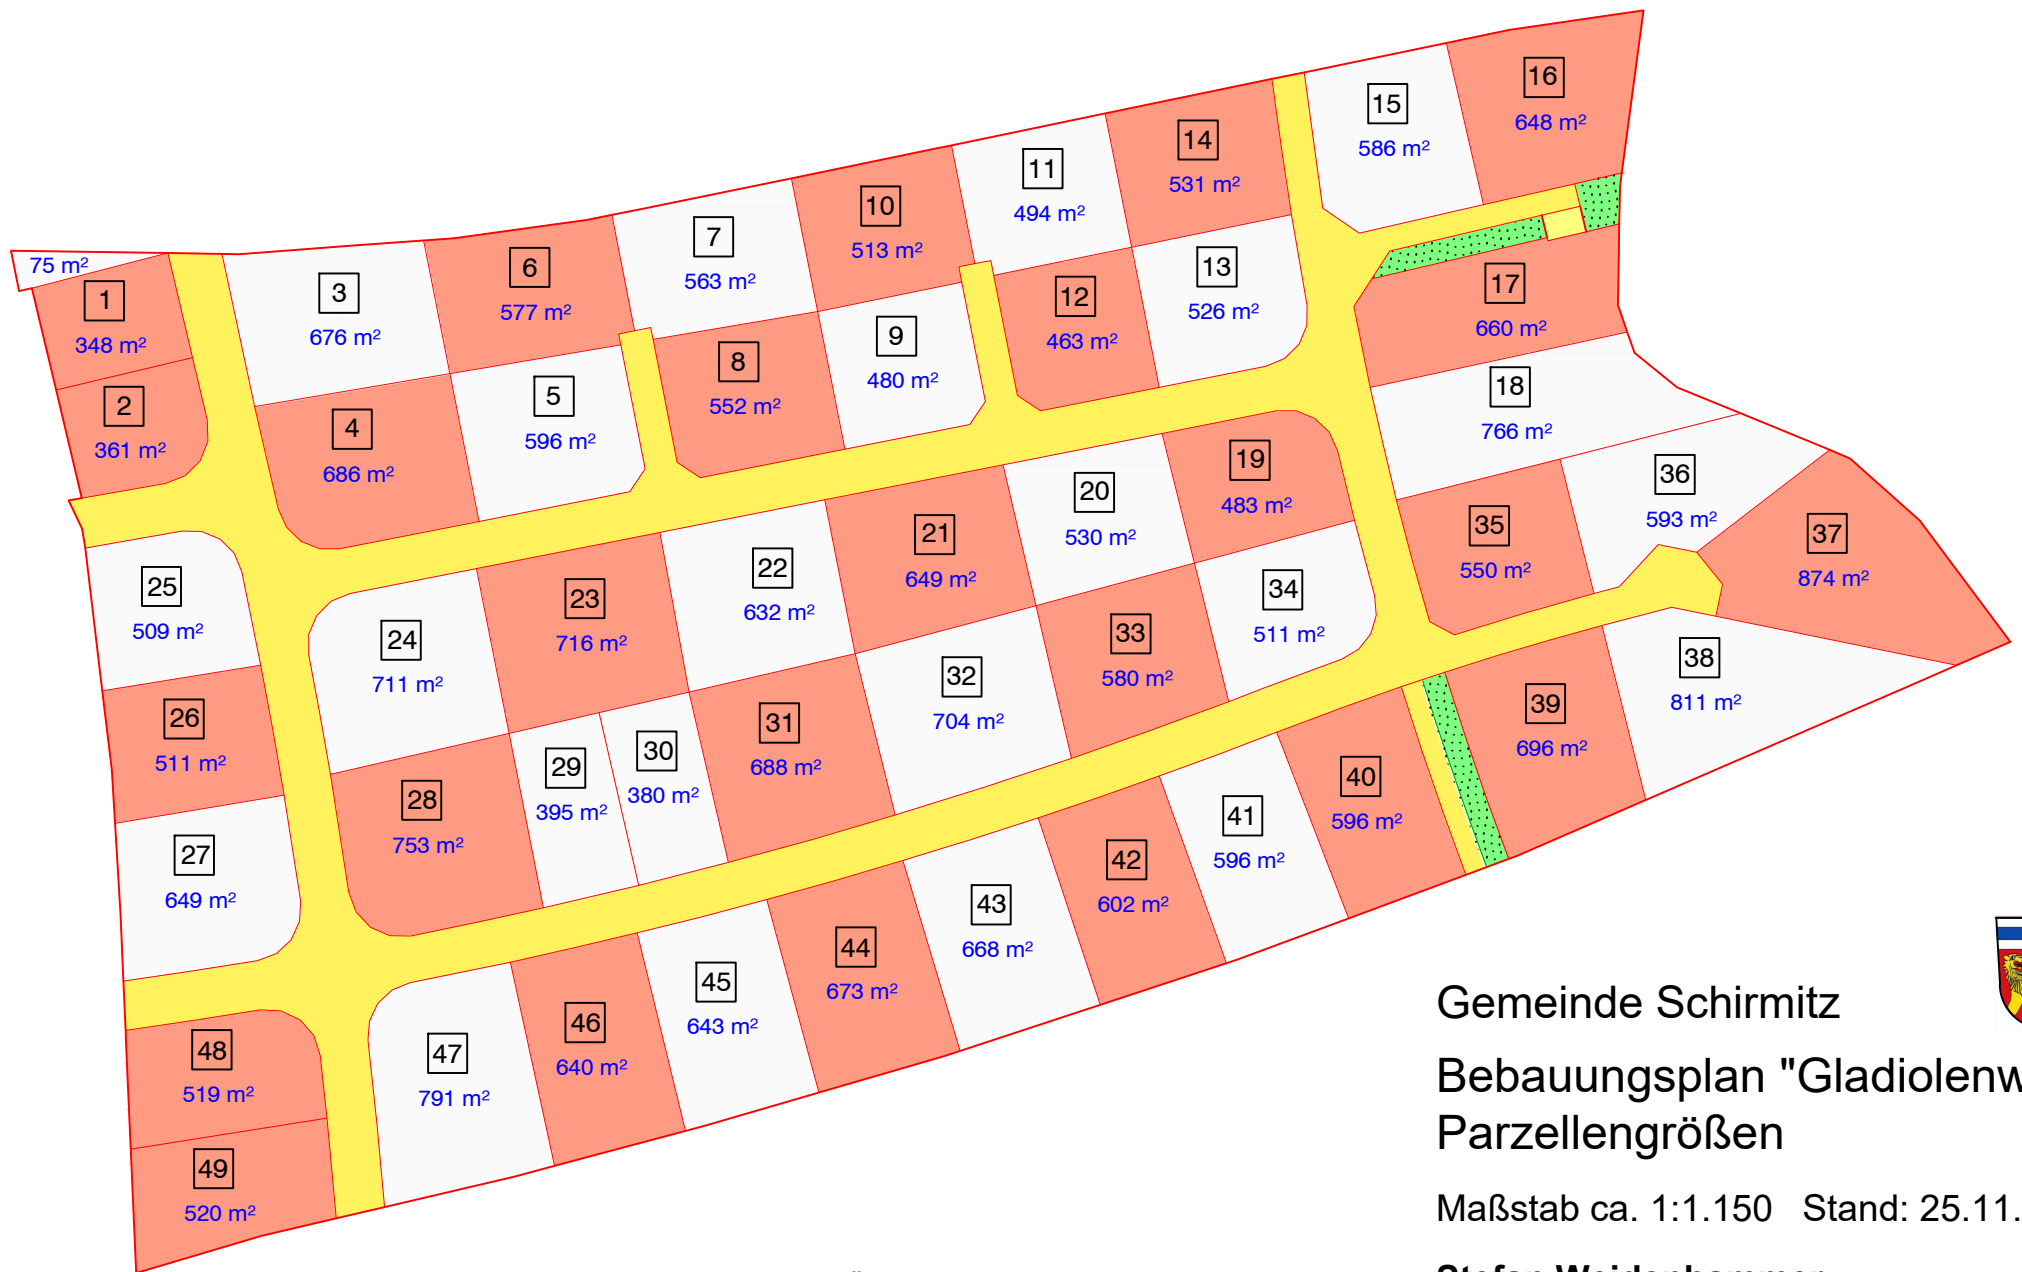 75 m²
1
348 m²
2
361 m²
3
676 m²
4
686 m²
5
596 m²
6
577 m²
7
563 m²
8
552 m²
9
480 m²
10
513 m²
11
494 m²
12
463 m²
13
526 m²
14
531 m²
15
586 m²
16
648 m²
17
660 m²
18
766 m²
19
483 m²
20
530 m²
21
649 m²
22
632 m²
23
716 m²
24
711 m²
25
509 m²
26
511 m²
27
649 m²
28
753 m²
29
395 m²
30
380 m²
31
688 m²
32
704 m²
33
580 m²
34
511 m²
35
550 m²
36
593 m²
37
874 m²
38
811 m²
39
696 m²
40
596 m²
41
596 m²
42
602 m²
43
668 m²
44
673 m²
45
643 m²
46
640 m²
47
791 m²
48
519 m²
49
520 m²
Gemeinde Schirmitz
Bebauungsplan "Gladiolenw
Parzellengrößen
Maßstab ca. 1:1.150 Stand: 25.11.
Stefan Weidenhammer